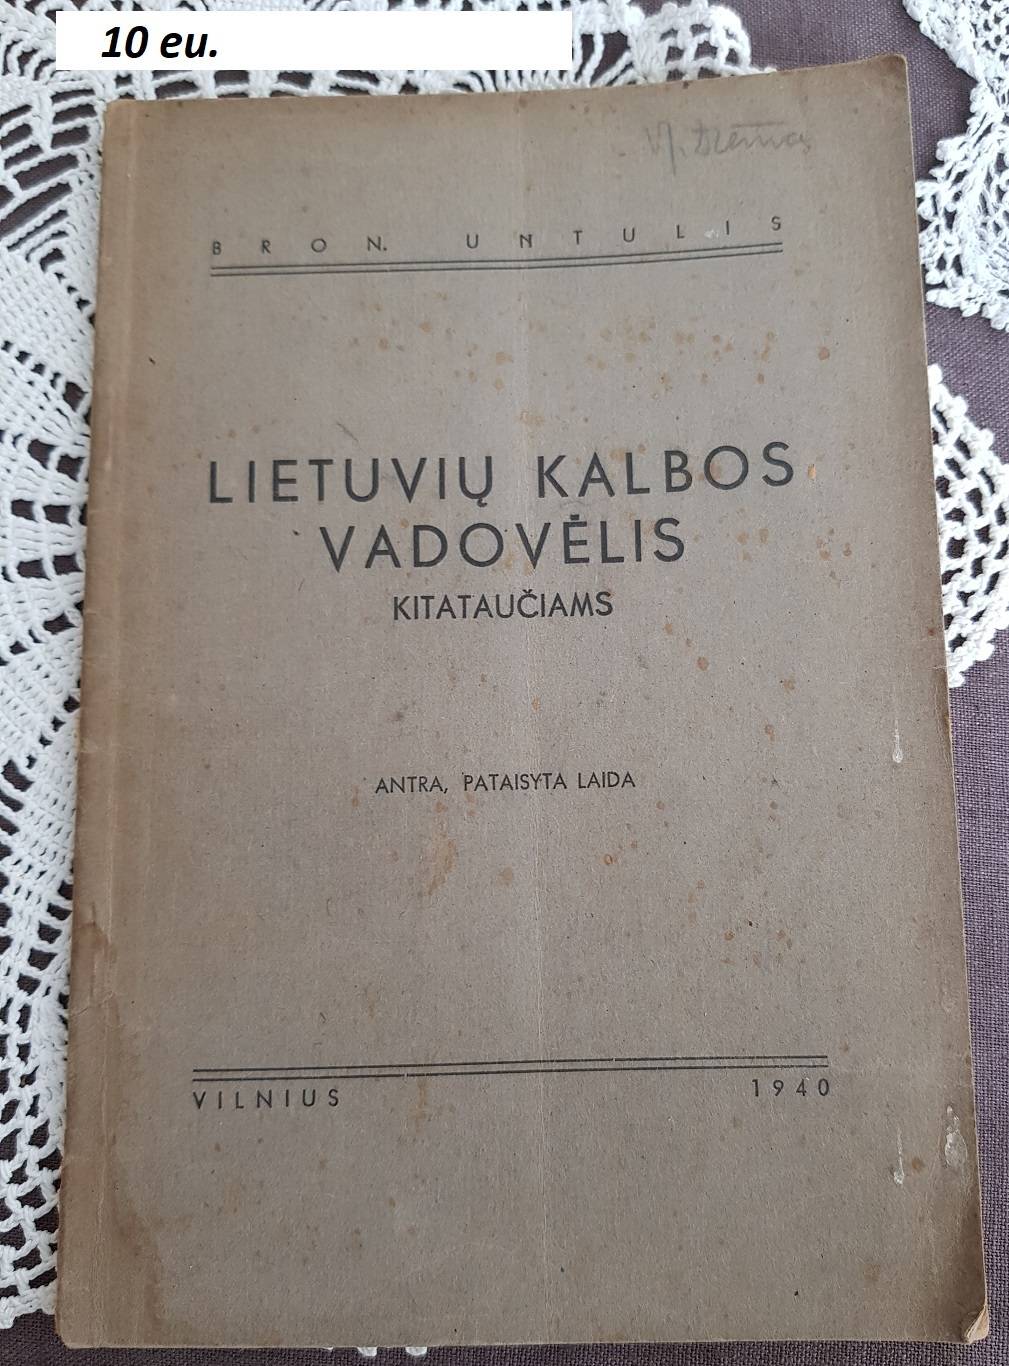 10 eu.
BRON. UNTULIS
LIETUVIŲ KALBOS
VADOVĖLIS
KITATAUČIAMS
ANTRA, PATAISYTA LAIDA
VILNIUS 1940